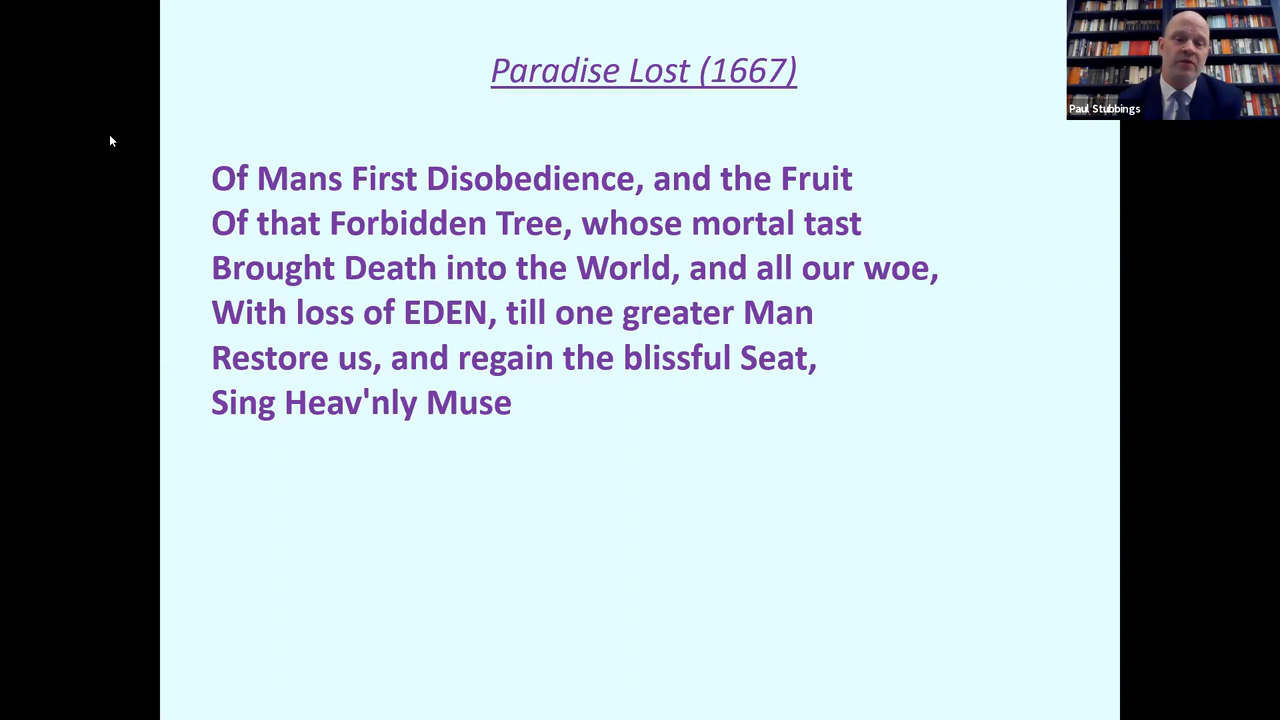 Paradise Lost (1667)
Paul Stubbings
Of Mans First Disobedience, and the Fruit
Of that Forbidden Tree, whose mortal tast
Brought Death into the World, and all our woe,
With loss of EDEN, till one greater Man
Restore us, and regain the blissful Seat,
Sing Heav'nly Muse